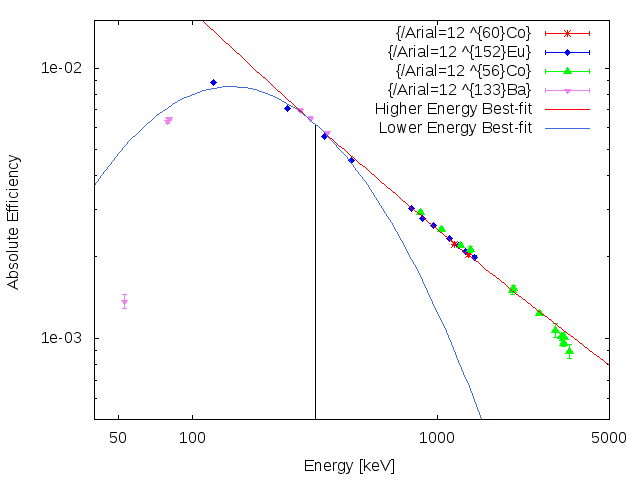 {/Arial=12 ^{60}Co}
{/Arial=12 ^{152}Eu}
{/Arial=12 ^{56}Co}
{/Arial=12 ^{133}Ba}
Higher Energy Best-fit
Lower Energy Best-fit
1e-02
1e-03
Absolute Efficiency
50 100 1000 5000
Energy [keV]